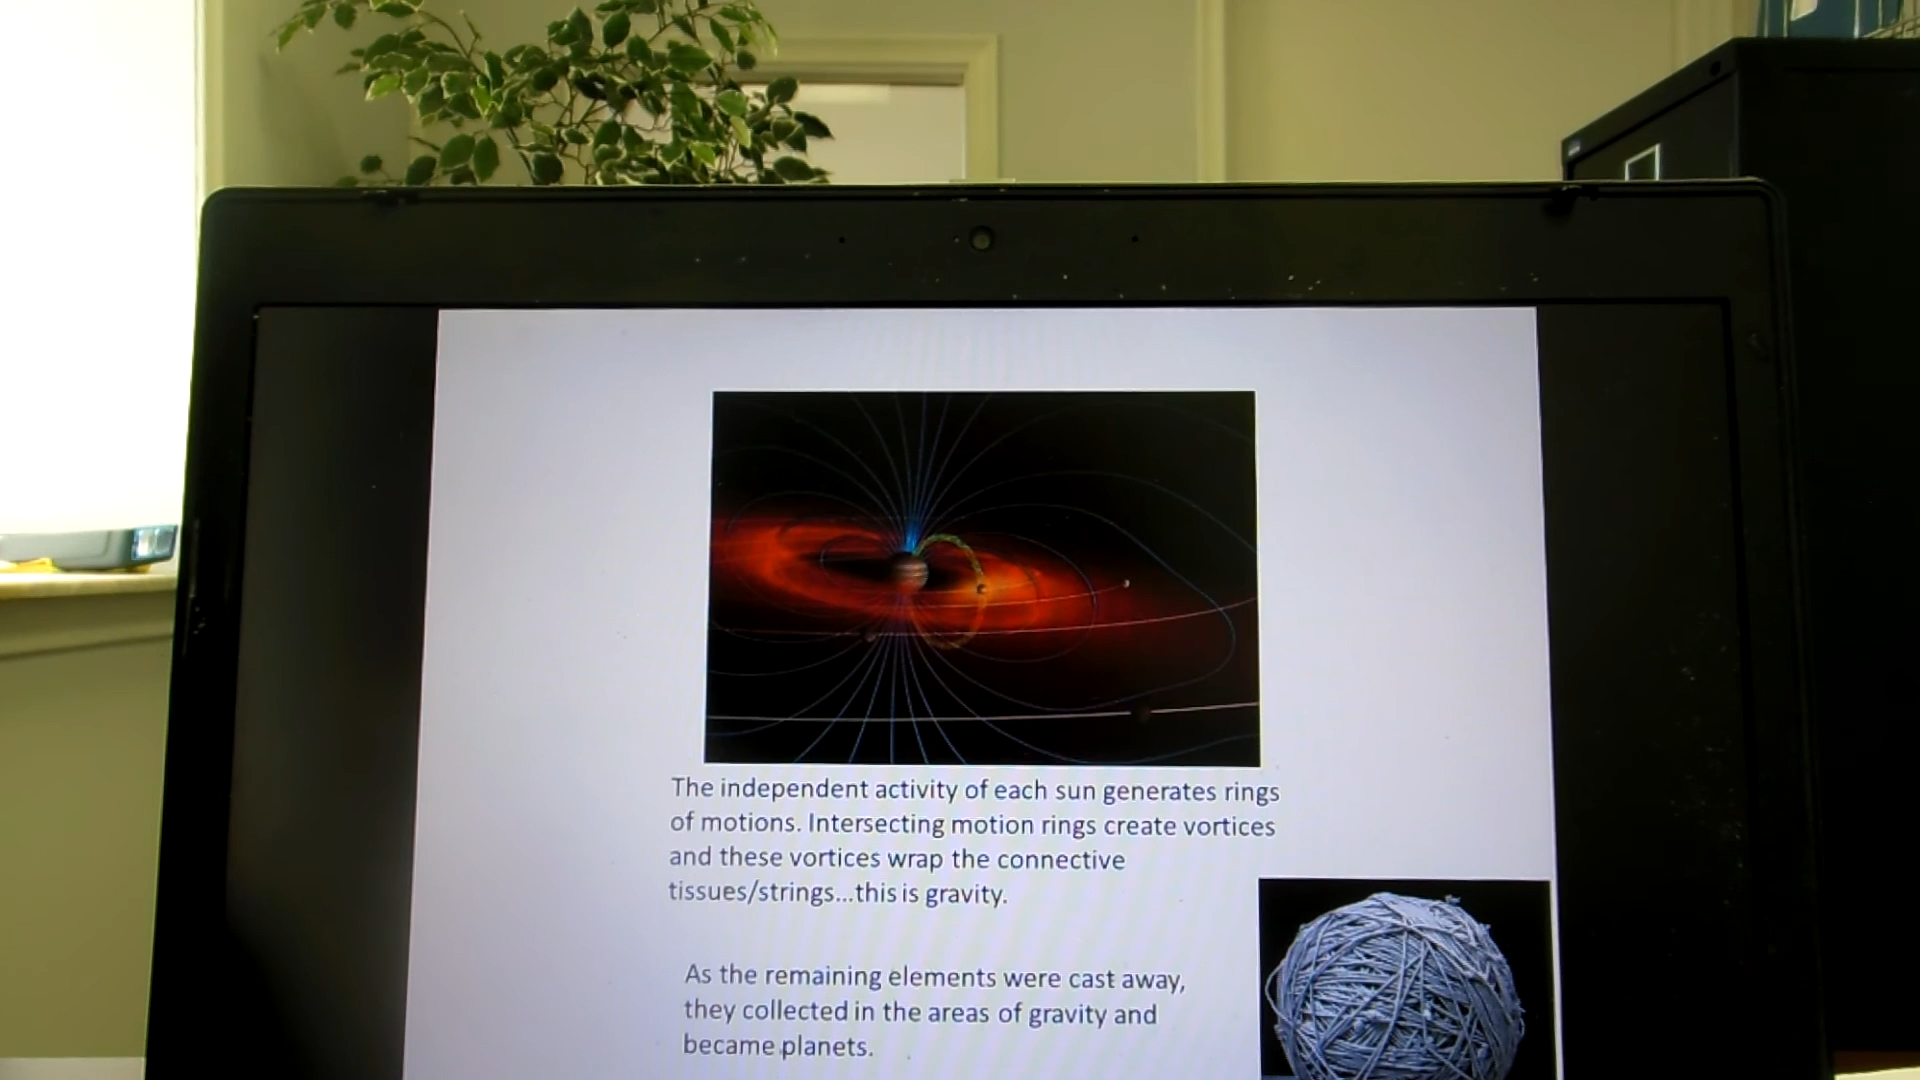 The independent activity of each sun generates rings
of motions. Intersecting motion rings create vortices
and these vortices wrap the connective
tissues/strings...this is gravity.
As the remaining elements were cast away,
they collected in the areas of gravity and
became planets.